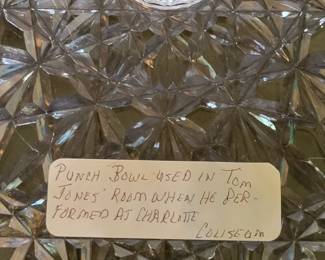 PUNCH BOWL USED IN TOM
JONES' ROOM WHEN HE PER-
FORMED AT CHARLOTTE
COLISEUM